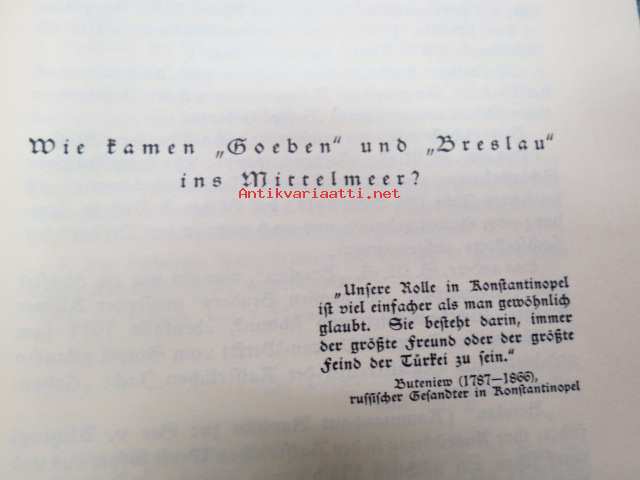 Wie kamen „Goeben“ und „Breslau“
ins Mittelmeer?
Antikvariaatti.net
„Unsere Rolle in Konstantinopel
ist viel einfacher als man gewöhnlich
glaubt. Sie besteht darin, immer
der größte Freund oder der größte
Feind der Türkei zu sein.“
Buteniew (1787—1866),
russischer Gesandter in Konstantinopel